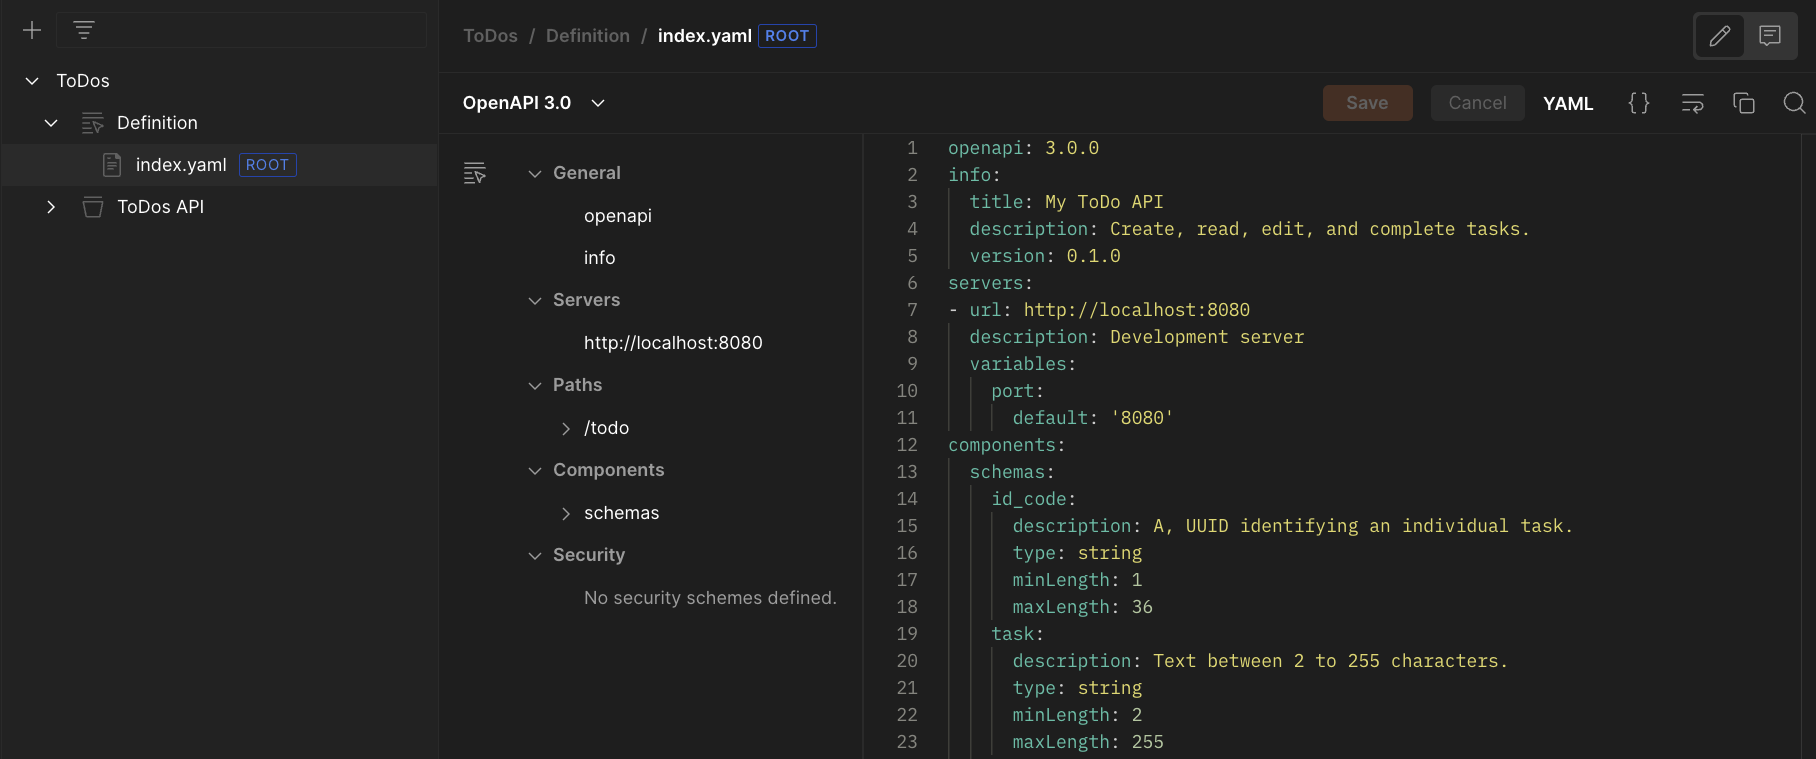 ToDos
Definition
index.yaml ROOT
ToDos API
ToDos / Definition / index.yaml ROOT
OpenAPI 3.0
Save Cancel YAML {}
General
openapi
info
Servers
http://localhost:8080
Paths
/todo
Components
schemas
Security
No security schemes defined.
1 openapi: 3.0.0
2 info:
3 title: My ToDo API
4 description: Create, read, edit, and complete tasks.
5 version: 0.1.0
6 servers:
7 - url: http://localhost:8080
8 description: Development server
9 variables:
10 port:
11 default: '8080'
12 components:
13 schemas:
14 id_code:
15 description: A, UUID identifying an individual task.
16 type: string
17 minLength: 1
18 maxLength: 36
19 task:
20 description: Text between 2 to 255 characters.
21 type: string
22 minLength: 2
23 maxLength: 255